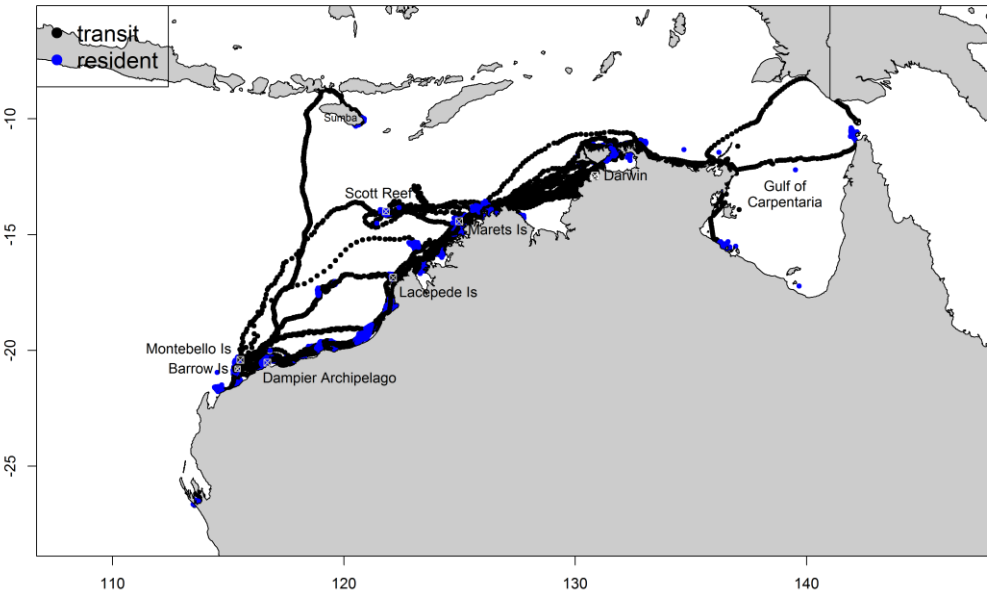 transit
resident
-10
-15
-20
-25
110
120
130
140
Sumba
Scott Reef
Darwin
Gulf of
Carpentaria
Marets Is
Lacepede Is
Montebello Is
Barrow Is
Dampier Archipelago